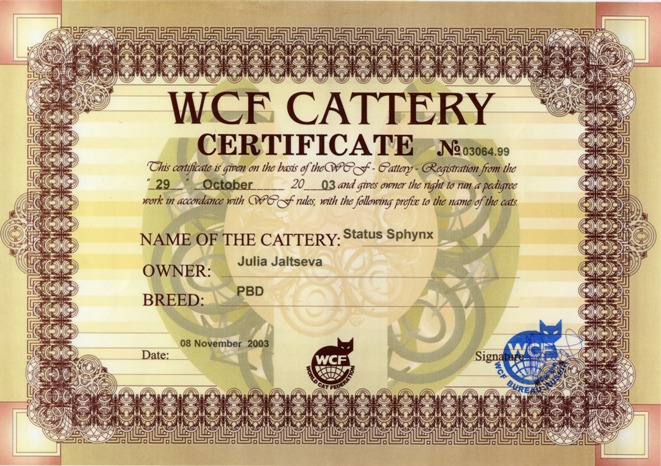 WCF CATTERY
CERTIFICATE № 03064.99
This certificate is given on the basis of the WCF - Cattery - Registration from the
" 29 " October 20 03 and gives owner the right to run a pedigree
work in accordance with WCF rules, with the following prefix to the name of the cats.
NAME OF THE CATTERY: Status Sphynx
OWNER: Julia Jaltseva
BREED: PBD
Date: 08 November 2003
WCF
WORLD CAT FEDERATION
Signature
WCF
WCF BUREAU